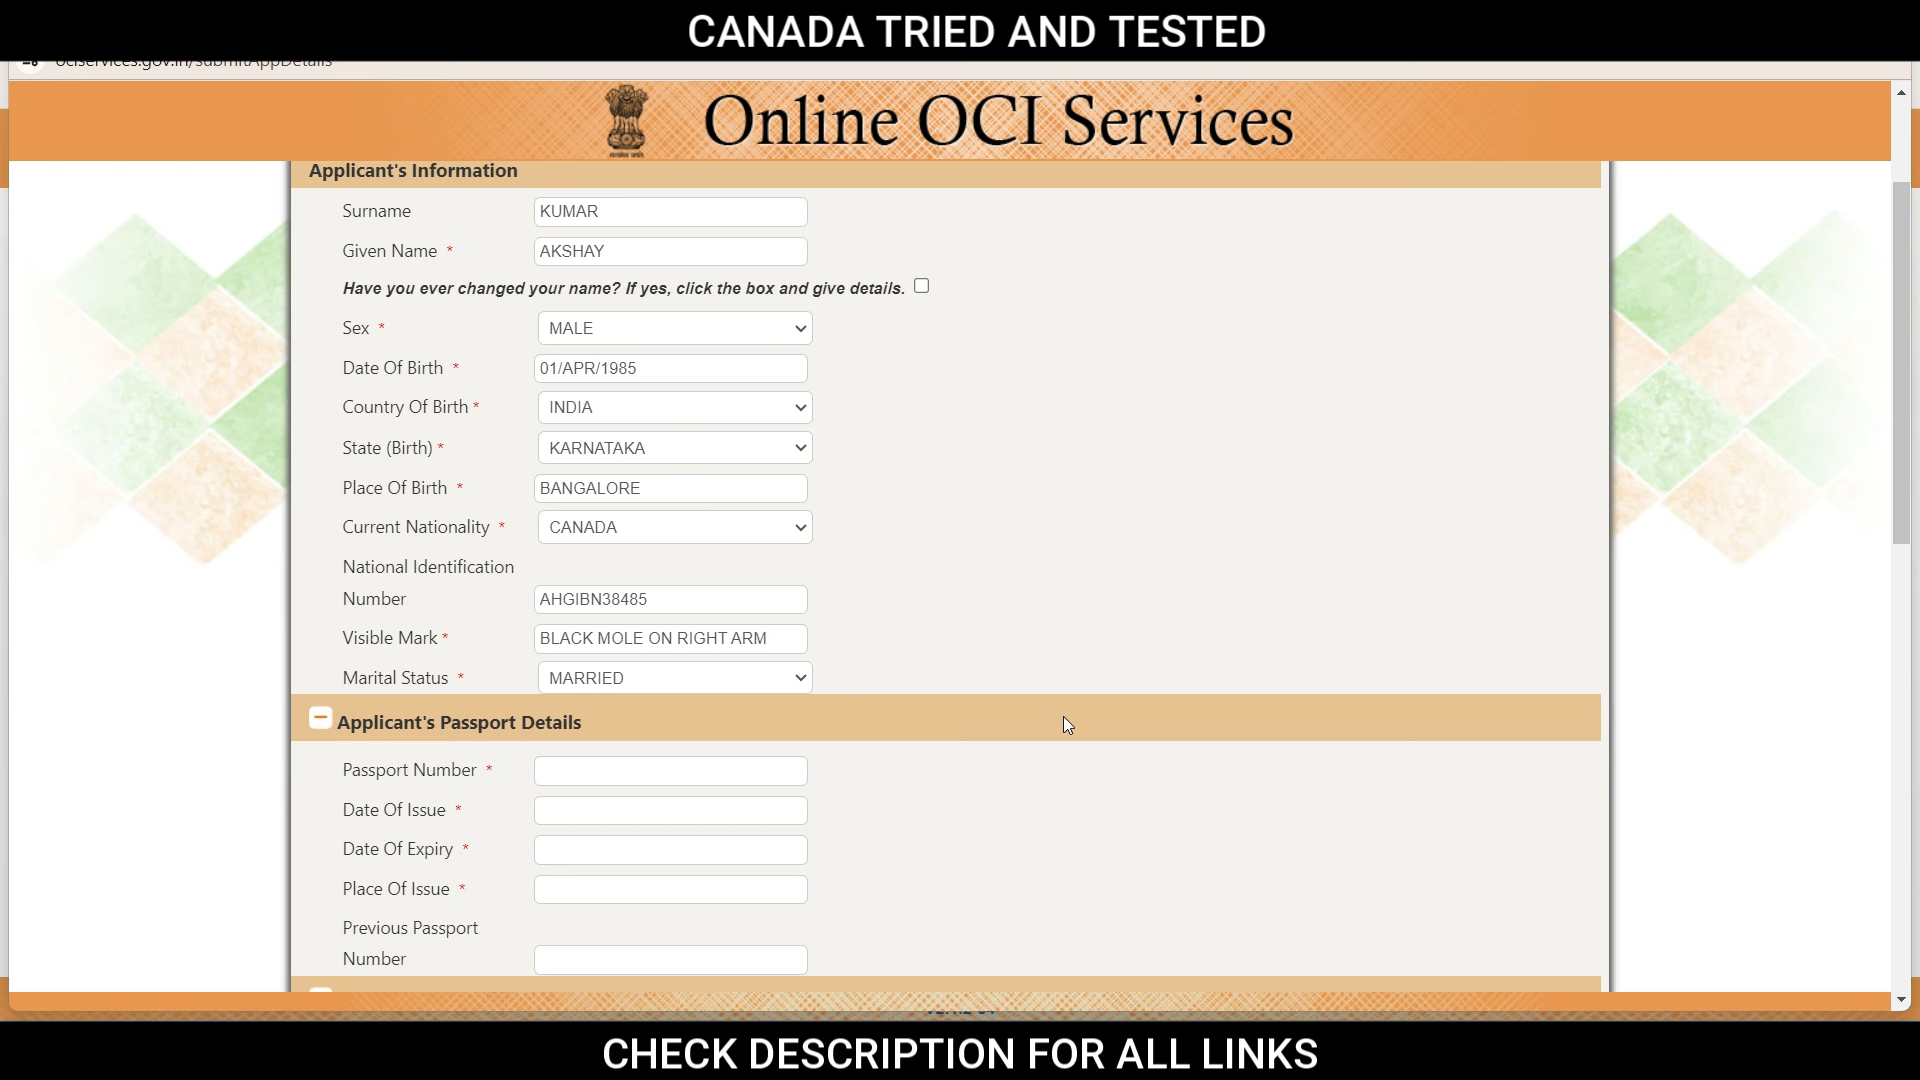 CANADA TRIED AND TESTED
ociservices.gov.in/submitAppDetails
Online OCI Services
Applicant's Information
Surname KUMAR
Given Name * AKSHAY
Have you ever changed your name? If yes, click the box and give details.
Sex * MALE
Date Of Birth * 01/APR/1985
Country Of Birth * INDIA
State (Birth) * KARNATAKA
Place Of Birth * BANGALORE
Current Nationality * CANADA
National Identification
Number AHGIBN38485
Visible Mark * BLACK MOLE ON RIGHT ARM
Marital Status * MARRIED
Applicant's Passport Details
Passport Number *
Date Of Issue *
Date Of Expiry *
Place Of Issue *
Previous Passport
Number
CHECK DESCRIPTION FOR ALL LINKS